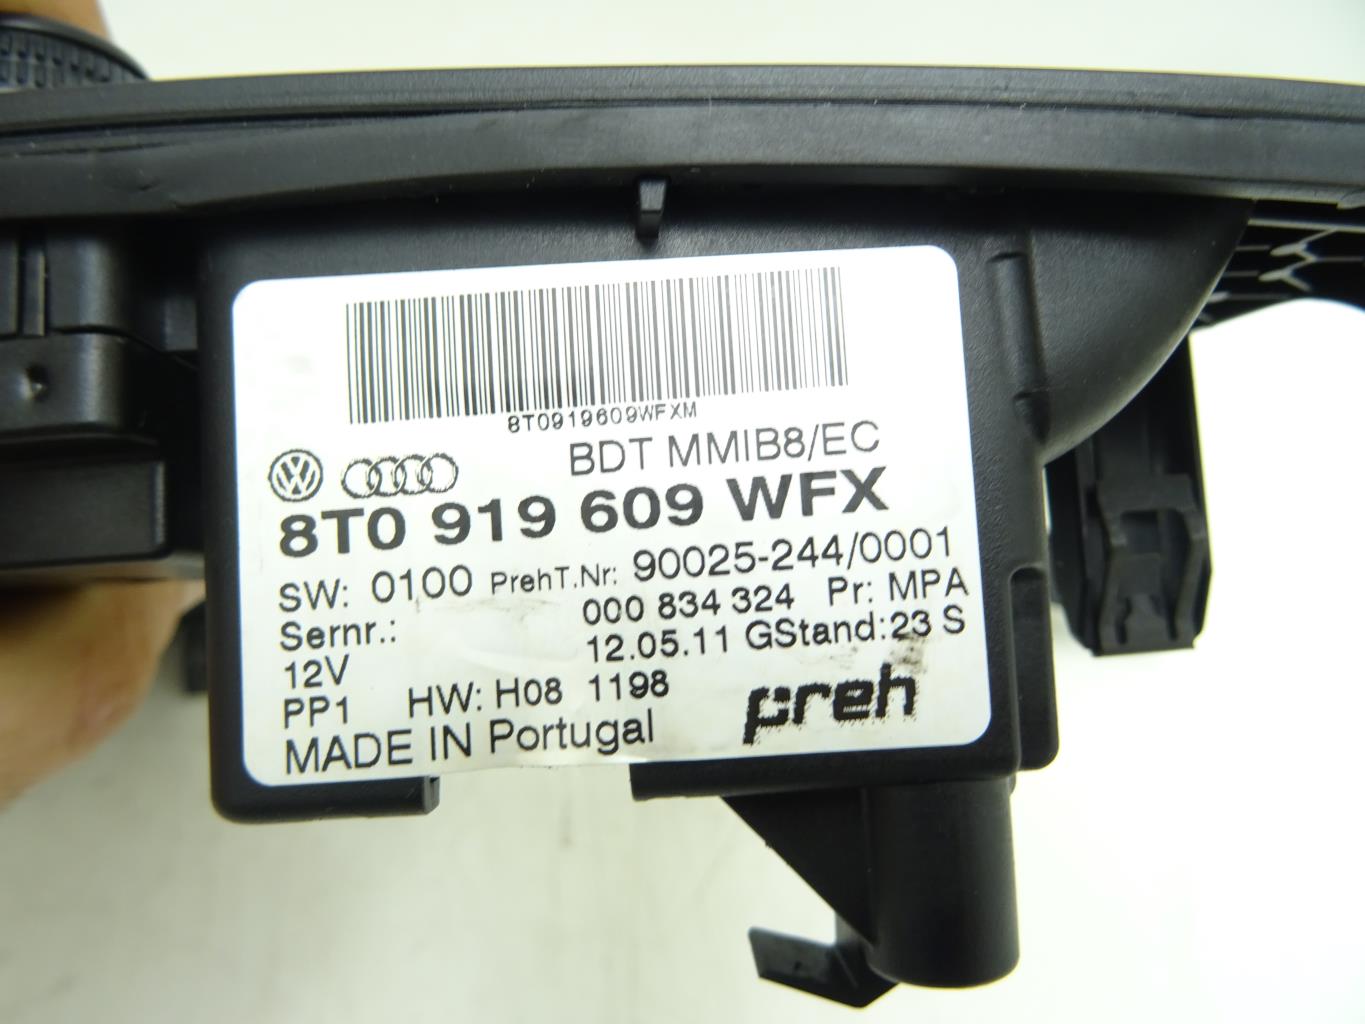 8T0919609WFXM
BDT MMIB8/EC
8T0 919 609 WFX
SW: 0100 PrehT.Nr: 90025-244/0001
Sernr.: 000 834 324 Pr: MPA
12V 12.05.11 GStand:23 S
PP1 HW: H08 1198
MADE IN Portugal preh